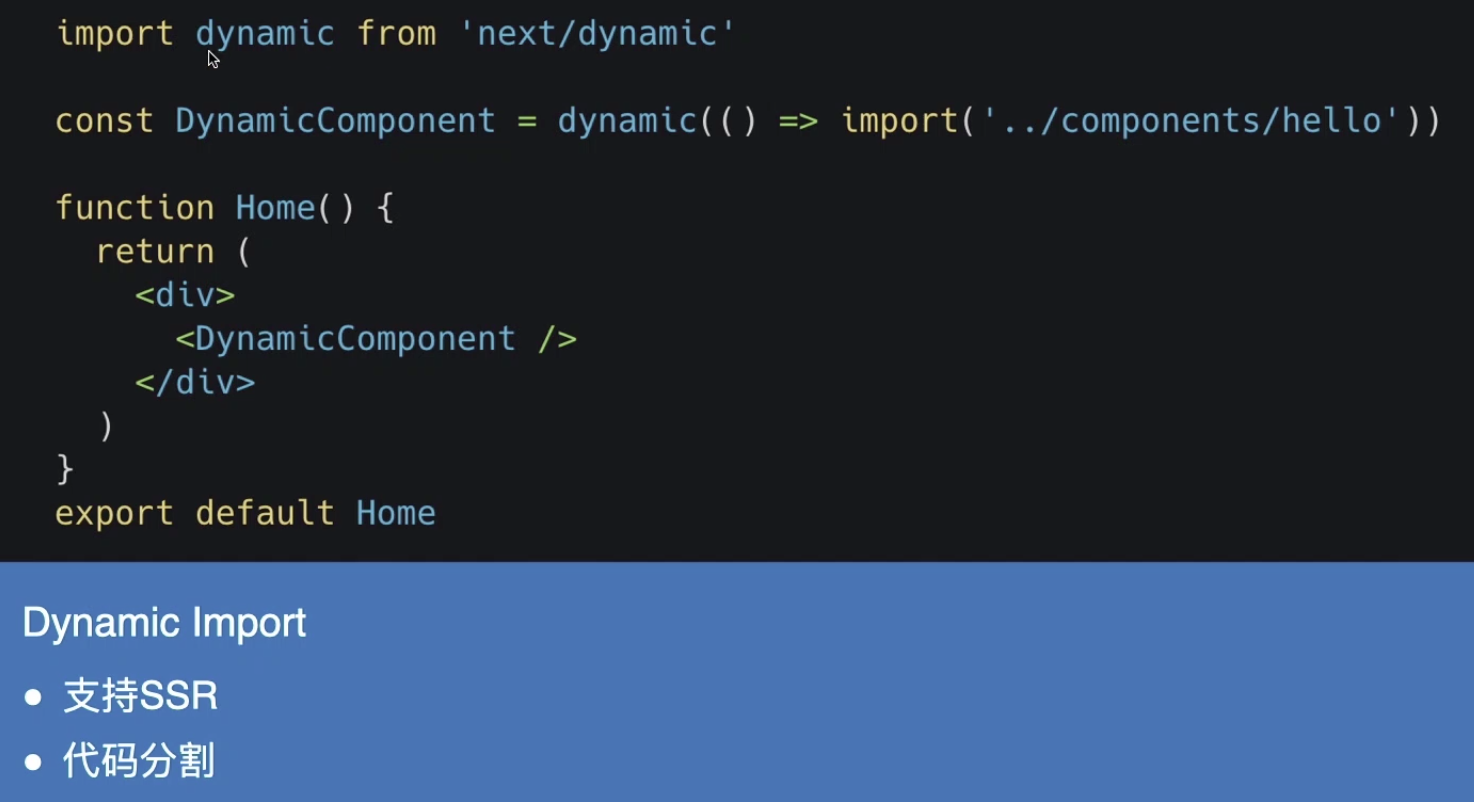 import dynamic from 'next/dynamic'
const DynamicComponent = dynamic(() => import('../components/hello'))
function Home() {
  return (
    <div>
      <DynamicComponent />
    </div>
  )
}
export default Home
Dynamic Import
● 支持SSR
● 代码分割